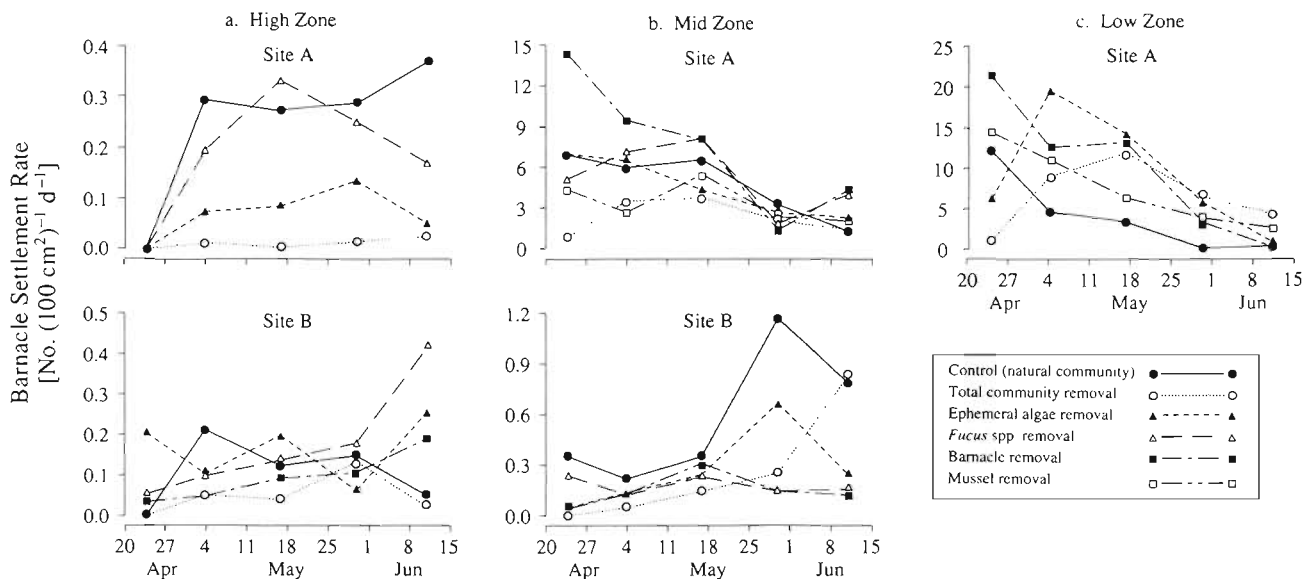 a. High Zone
b. Mid Zone
c. Low Zone
Site A
Site A
Site A
0.4
0.3
0.2
0.1
0.0
15
12
9
6
3
0
25
20
15
10
5
0
20 27 4 11 18 25 1 8 15
Apr May Jun
Barnacle Settlement Rate
[No. (100 cm²)⁻¹ d⁻¹]
Site B
Site B
0.5
0.4
0.3
0.2
0.1
0.0
1.2
0.9
0.6
0.3
0.0
20 27 4 11 18 25 1 8 15
Apr May Jun
20 27 4 11 18 25 1 8 15
Apr May Jun
Control (natural community)
Total community removal
Ephemeral algae removal
Fucus spp removal
Barnacle removal
Mussel removal